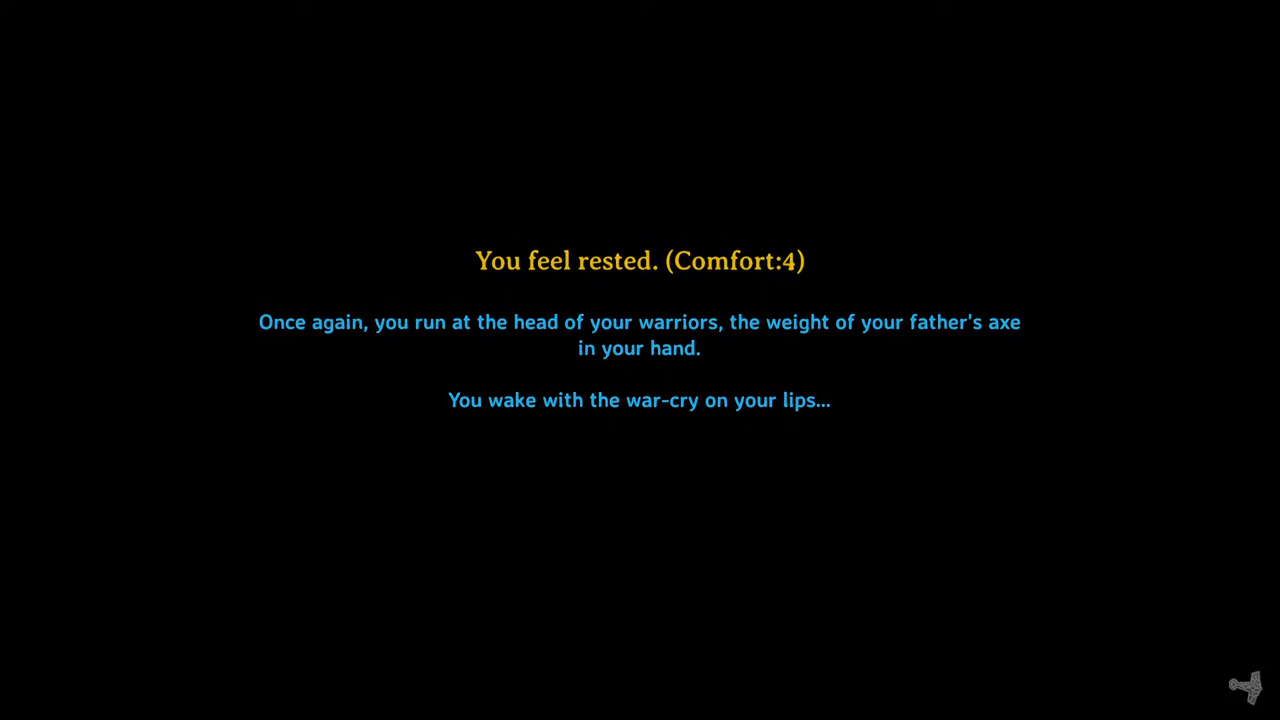 You feel rested. (Comfort:4)
Once again, you run at the head of your warriors, the weight of your father's axe
in your hand.
You wake with the war-cry on your lips...